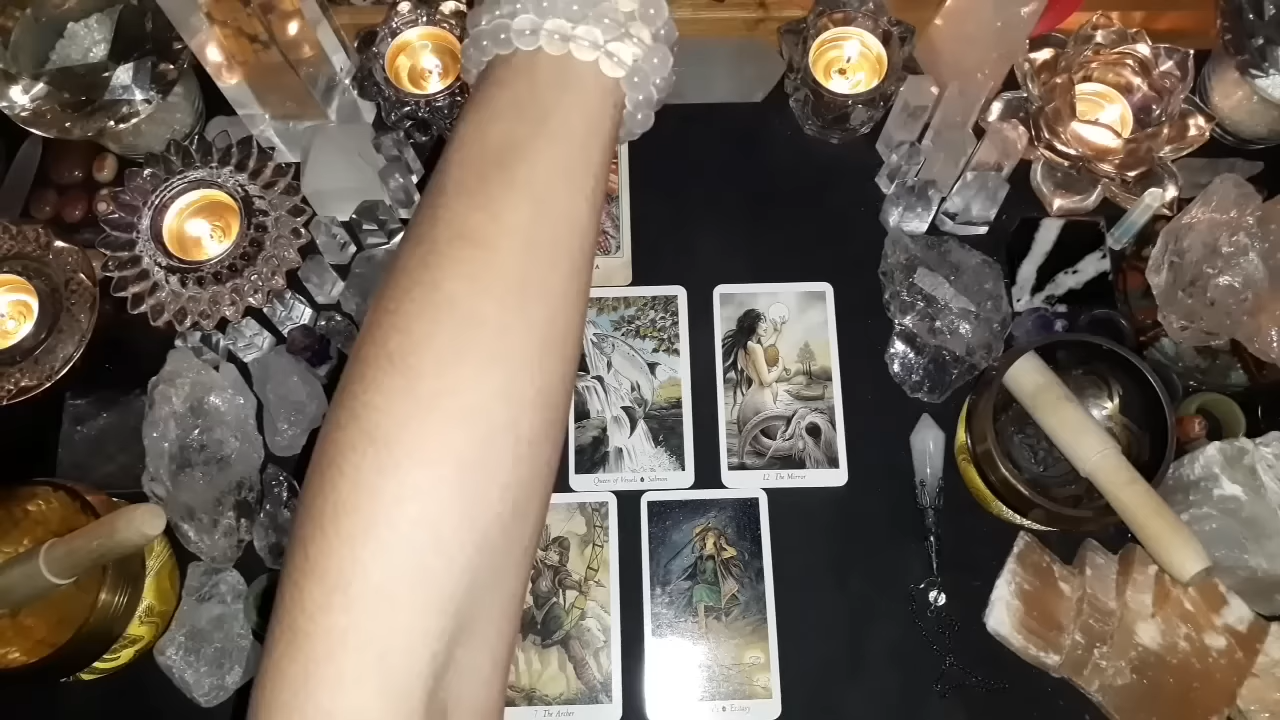 A
Queen of Vessels Salmon
12 The Mirror
7 The Archer
Ecstasy